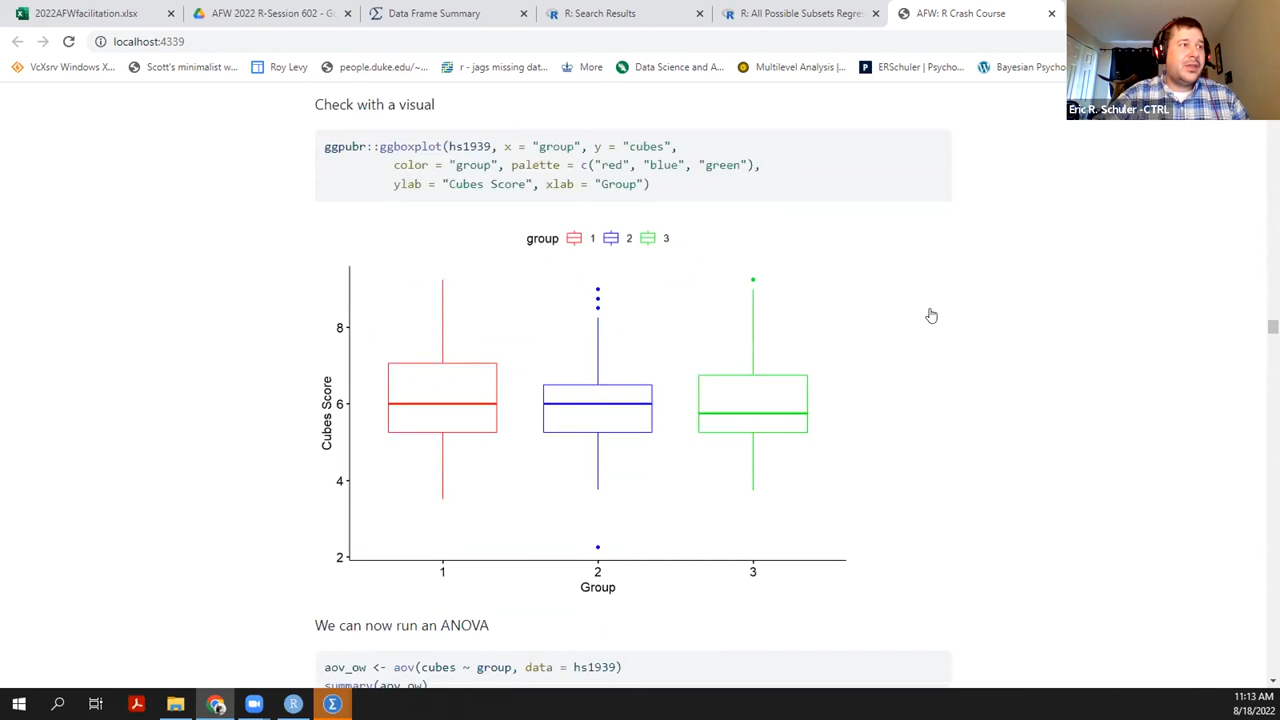 2022AFWfacilitation.xlsx
AFW 2022 R-Session 602 - G
Data Frame Summary
R: Search Results
R: All Possible Subsets Regre
AFW: R Crash Course
localhost:4339
VcXsrv Windows X...
Scott's minimalist w...
Roy Levy
people.duke.edu/~...
r - jags missing dat...
More
Data Science and A...
Multilevel Analysis |...
ERSchuler | Psycho...
Bayesian Psycho
Eric R. Schuler -CTRL
Check with a visual
ggpubr::ggboxplot(hs1939, x = "group", y = "cubes",
color = "group", palette = c("red", "blue", "green"),
ylab = "Cubes Score", xlab = "Group")
group 1 2 3
Cubes Score
8
6
4
2
1 2 3
Group
We can now run an ANOVA
aov_ow <- aov(cubes ~ group, data = hs1939)
summary(aov_ow)
11:13 AM
8/18/2022